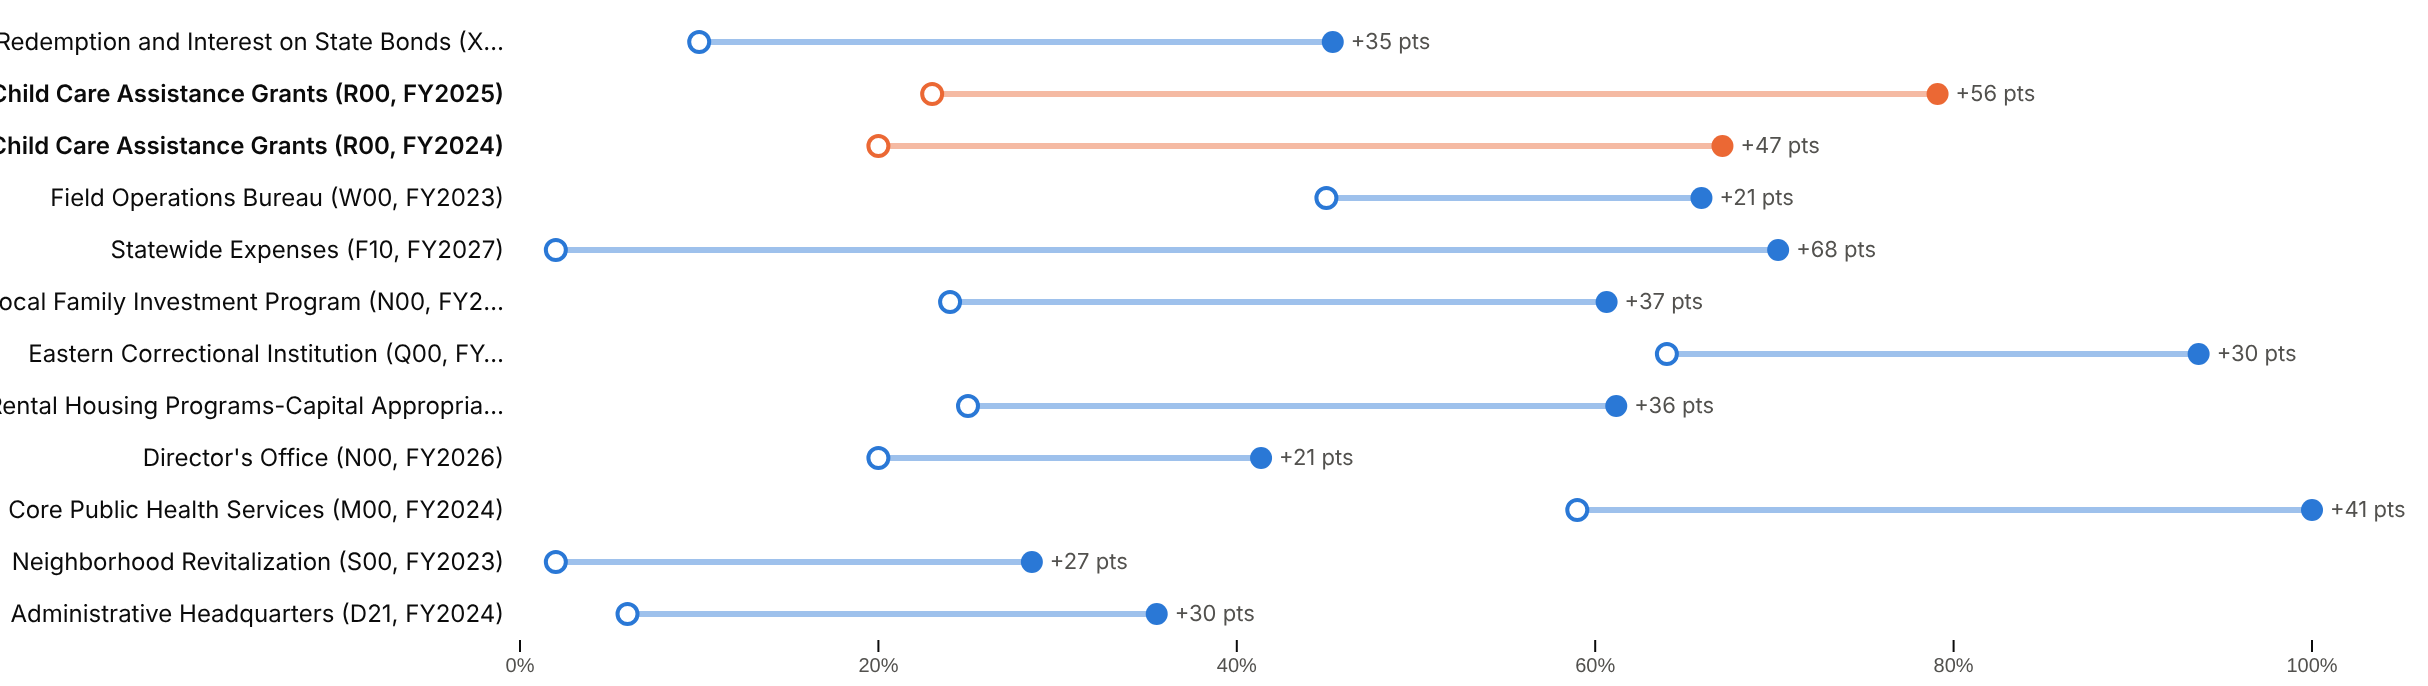 Redemption and Interest on State Bonds (X... +35 pts
Child Care Assistance Grants (R00, FY2025) +56 pts
Child Care Assistance Grants (R00, FY2024) +47 pts
Field Operations Bureau (W00, FY2023) +21 pts
Statewide Expenses (F10, FY2027) +68 pts
ocal Family Investment Program (N00, FY2... +37 pts
Eastern Correctional Institution (Q00, FY... +30 pts
Rental Housing Programs-Capital Appropria... +36 pts
Director's Office (N00, FY2026) +21 pts
Core Public Health Services (M00, FY2024) +41 pts
Neighborhood Revitalization (S00, FY2023) +27 pts
Administrative Headquarters (D21, FY2024) +30 pts
0% 20% 40% 60% 80% 100%